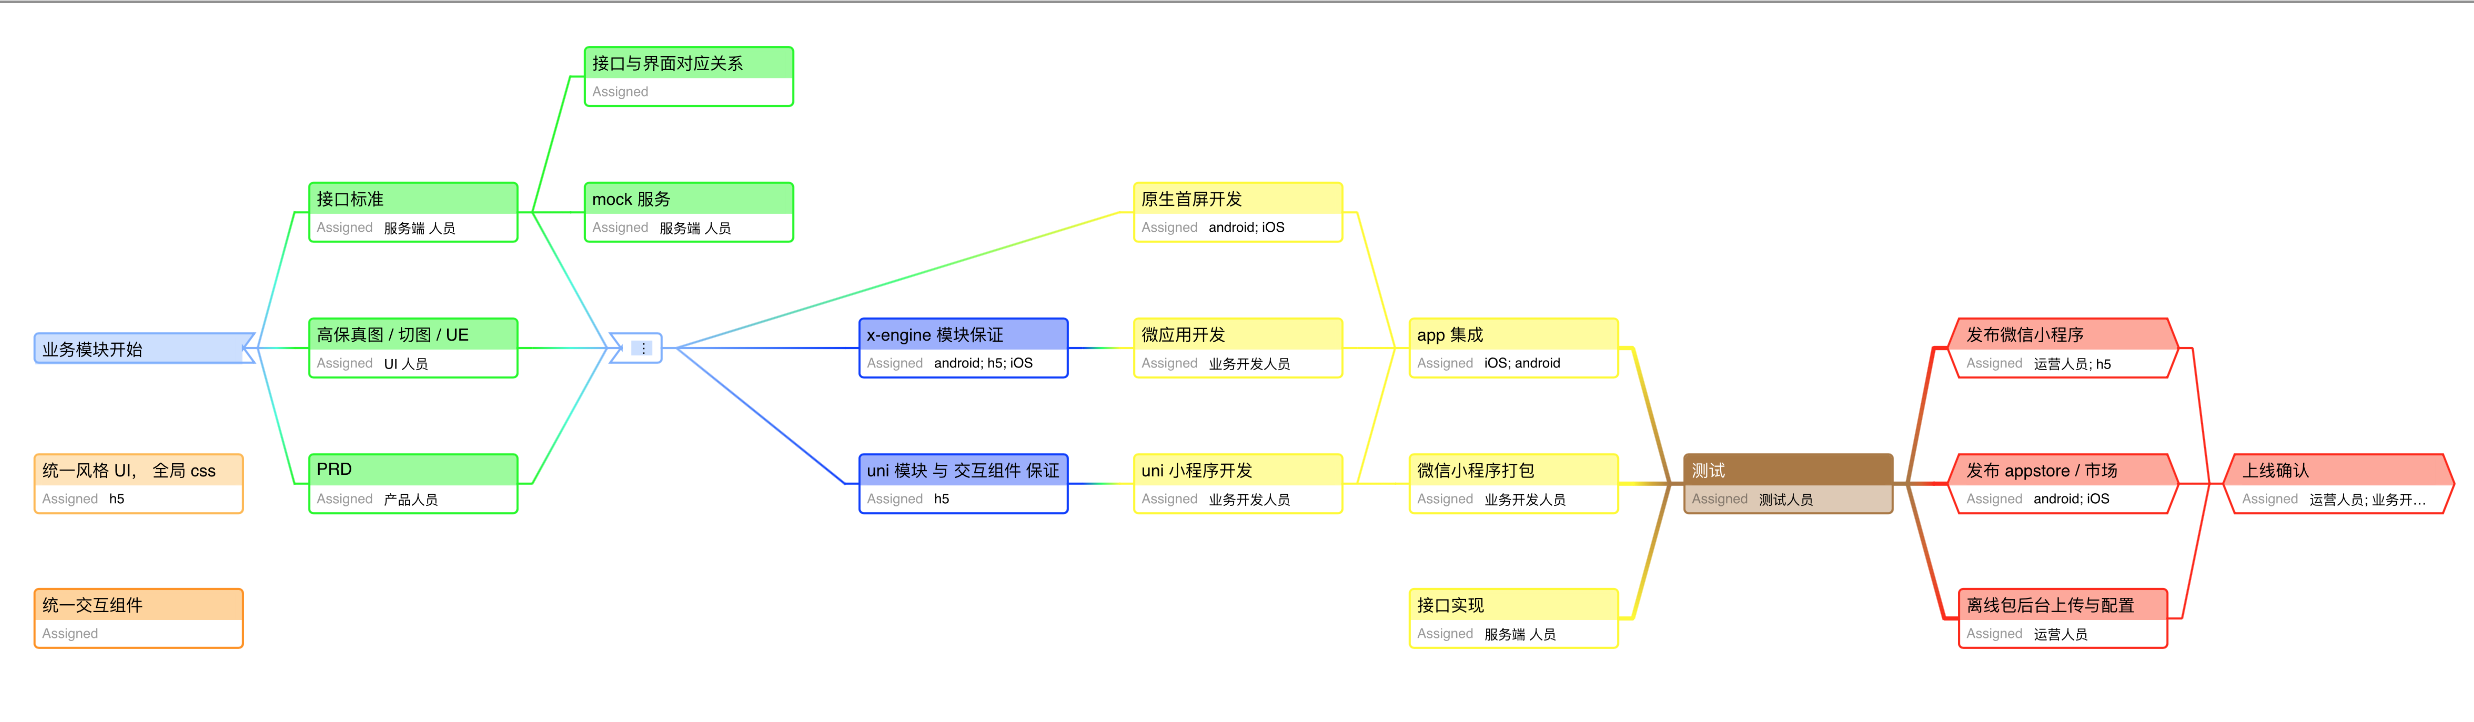 接口与界面对应关系
Assigned
接口标准
Assigned 服务端 人员
mock 服务
Assigned 服务端 人员
原生首屏开发
Assigned android; iOS
业务模块开始
高保真图 / 切图 / UE
Assigned UI 人员
⋮
x-engine 模块保证
Assigned android; h5; iOS
微应用开发
Assigned 业务开发人员
app 集成
Assigned iOS; android
发布微信小程序
Assigned 运营人员; h5
统一风格 UI， 全局 css
Assigned h5
PRD
Assigned 产品人员
uni 模块 与 交互组件 保证
Assigned h5
uni 小程序开发
Assigned 业务开发人员
微信小程序打包
Assigned 业务开发人员
测试
Assigned 测试人员
发布 appstore / 市场
Assigned android; iOS
上线确认
Assigned 运营人员; 业务开…
统一交互组件
Assigned
接口实现
Assigned 服务端 人员
离线包后台上传与配置
Assigned 运营人员